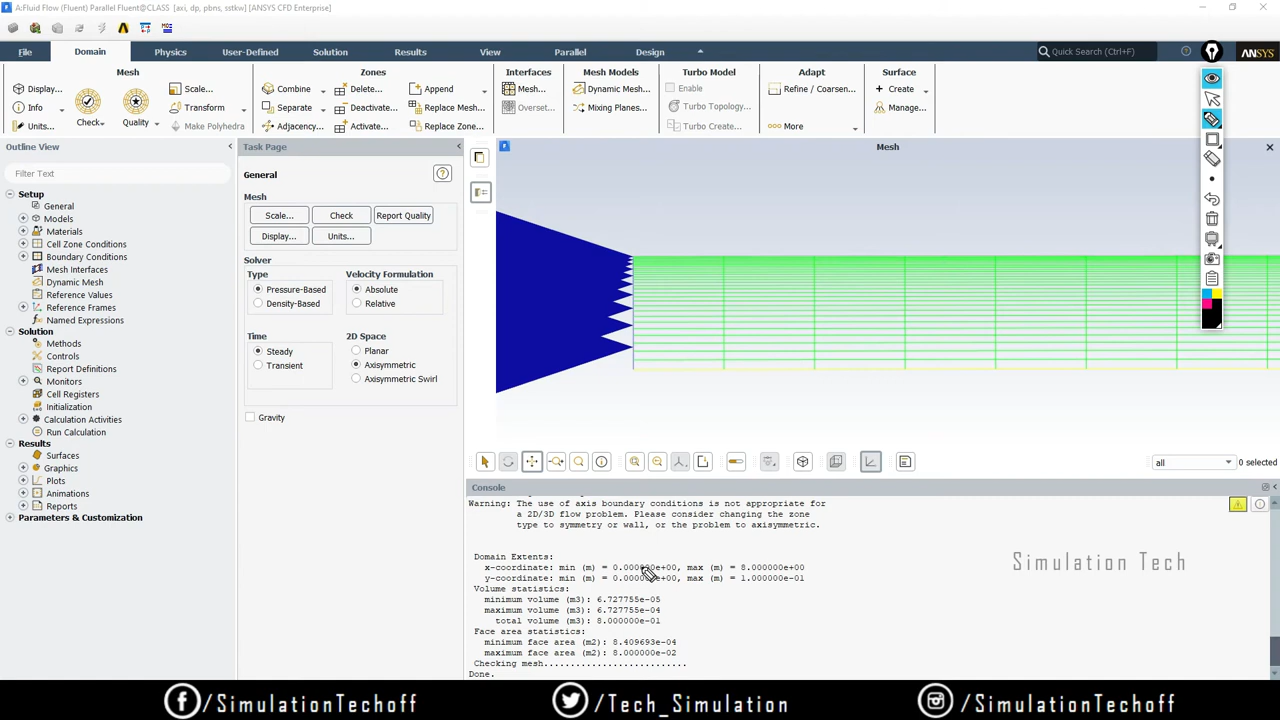 A:Fluid Flow (Fluent) Parallel Fluent@CLASS [axi, dp, pbns, sstkw] [ANSYS CFD Enterprise]
File Domain Physics User-Defined Solution Results View Parallel Design Quick Search (Ctrl+F) ANSYS
Mesh Zones Interfaces Mesh Models Turbo Model Adapt Surface
Display... Scale... Combine Delete... Append Mesh... Dynamic Mesh... Enable Refine / Coarsen... Create
Info Check Quality Transform Separate Deactivate... Replace Mesh... Overset... Mixing Planes... Turbo Topology... Manage...
Units... Make Polyhedra Adjacency... Activate... Replace Zone... Turbo Create... More
Outline View
Filter Text
Setup
General
Models
Materials
Cell Zone Conditions
Boundary Conditions
Mesh Interfaces
Dynamic Mesh
Reference Values
Reference Frames
Named Expressions
Solution
Methods
Controls
Report Definitions
Monitors
Cell Registers
Initialization
Calculation Activities
Run Calculation
Results
Surfaces
Graphics
Plots
Animations
Reports
Parameters & Customization
Task Page
General
Mesh
Scale... Check Report Quality
Display... Units...
Solver
Type Velocity Formulation
Pressure-Based Absolute
Density-Based Relative
Time 2D Space
Steady Planar
Transient Axisymmetric
Axisymmetric Swirl
Gravity
Mesh
all 0 selected
Console
Warning: The use of axis boundary conditions is not appropriate for
a 2D/3D flow problem. Please consider changing the zone
type to symmetry or wall, or the problem to axisymmetric.
Domain Extents:
x-coordinate: min (m) = 0.000000e+00, max (m) = 8.000000e+00
y-coordinate: min (m) = 0.000000e+00, max (m) = 1.000000e-01
Volume statistics:
minimum volume (m3): 6.727755e-05
maximum volume (m3): 6.727755e-04
total volume (m3): 8.000000e-01
Face area statistics:
minimum face area (m2): 8.409693e-04
maximum face area (m2): 8.000000e-02
Checking mesh...........................
Done.
Simulation Tech
/SimulationTechoff /Tech_Simulation /SimulationTechoff